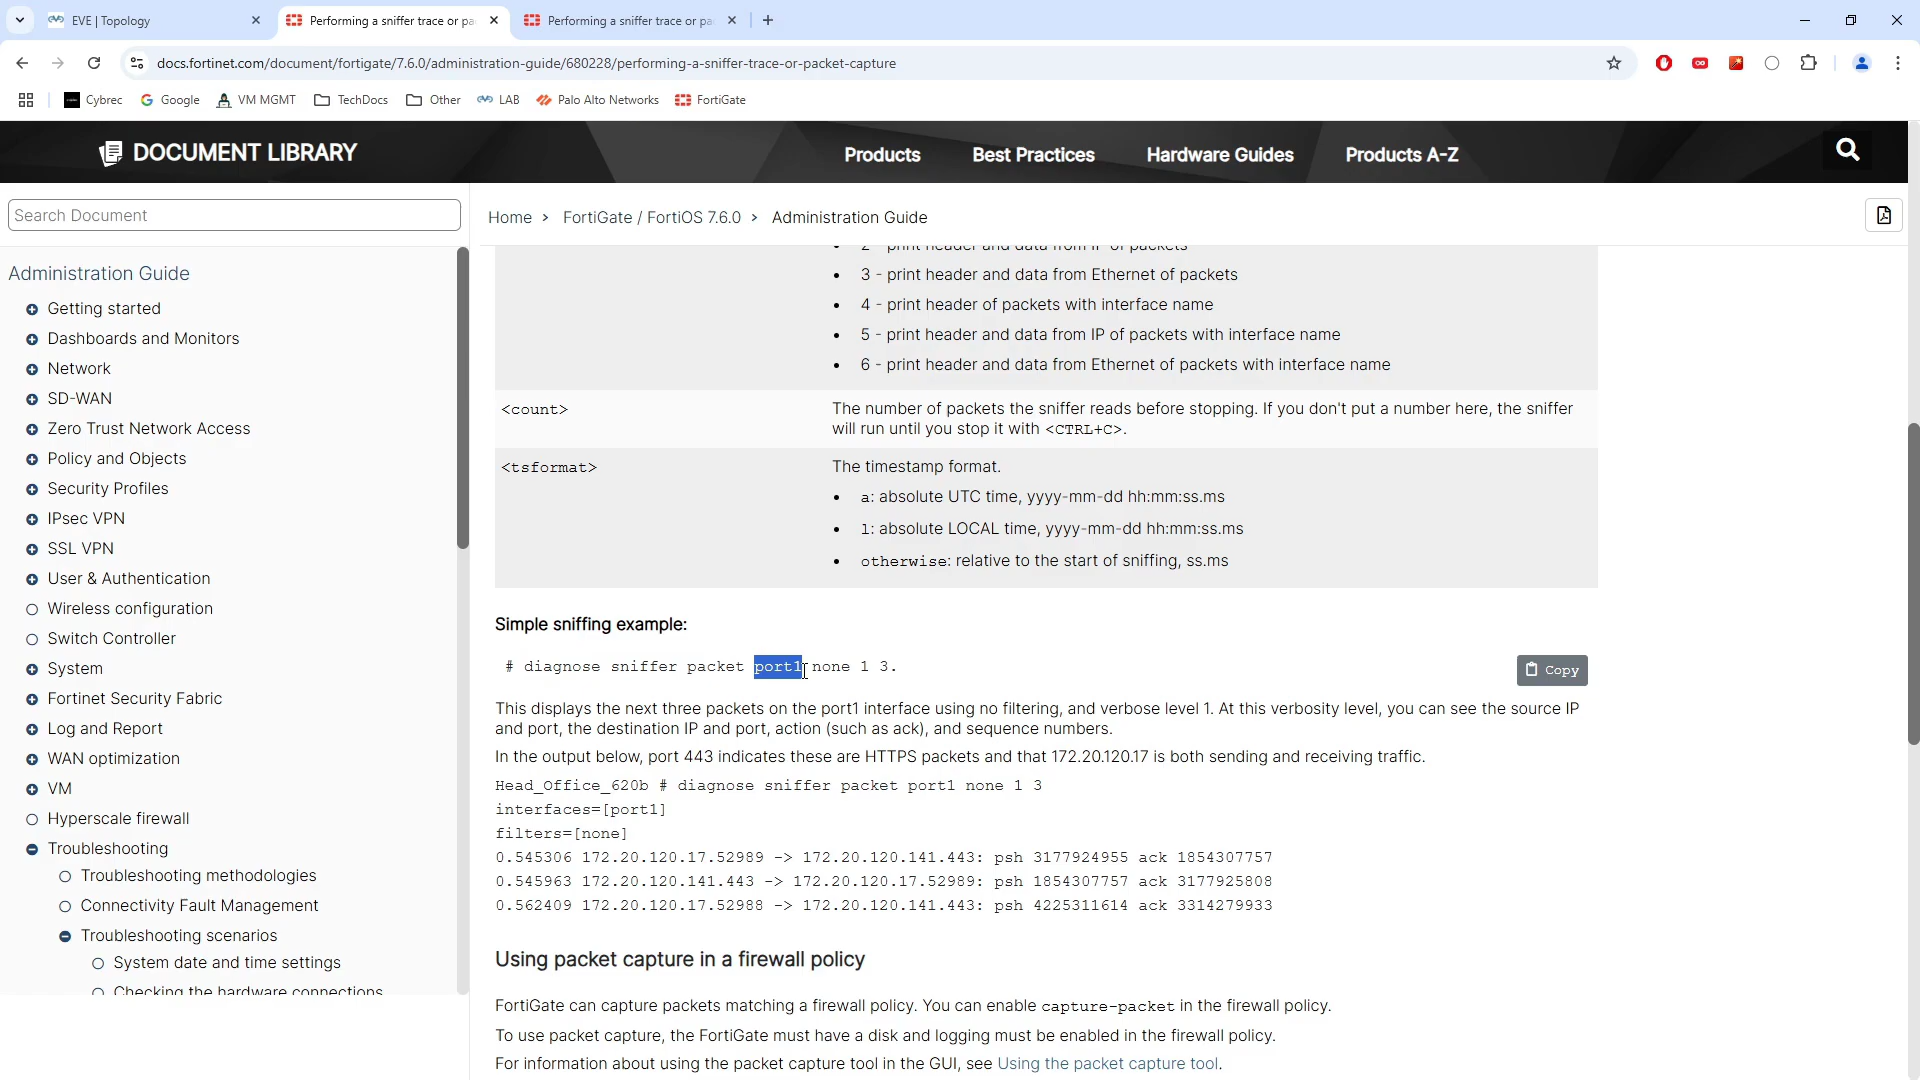 EVE | Topology
Performing a sniffer trace or pa
Performing a sniffer trace or pa
docs.fortinet.com/document/fortigate/7.6.0/administration-guide/680228/performing-a-sniffer-trace-or-packet-capture
Cybrec
Google
VM MGMT
TechDocs
Other
LAB
Palo Alto Networks
FortiGate
DOCUMENT LIBRARY
Products
Best Practices
Hardware Guides
Products A-Z
Search Document
Home > FortiGate / FortiOS 7.6.0 > Administration Guide
Administration Guide
Getting started
Dashboards and Monitors
Network
SD-WAN
Zero Trust Network Access
Policy and Objects
Security Profiles
IPsec VPN
SSL VPN
User & Authentication
Wireless configuration
Switch Controller
System
Fortinet Security Fabric
Log and Report
WAN optimization
VM
Hyperscale firewall
Troubleshooting
Troubleshooting methodologies
Connectivity Fault Management
Troubleshooting scenarios
System date and time settings
Checking the hardware connections
2 - print header and data from IP of packets
3 - print header and data from Ethernet of packets
4 - print header of packets with interface name
5 - print header and data from IP of packets with interface name
6 - print header and data from Ethernet of packets with interface name
<count>
The number of packets the sniffer reads before stopping. If you don't put a number here, the sniffer
will run until you stop it with <CTRL+C>.
<tsformat>
The timestamp format.
a: absolute UTC time, yyyy-mm-dd hh:mm:ss.ms
l: absolute LOCAL time, yyyy-mm-dd hh:mm:ss.ms
otherwise: relative to the start of sniffing, ss.ms
Simple sniffing example:
# diagnose sniffer packet port1 none 1 3.
Copy
This displays the next three packets on the port1 interface using no filtering, and verbose level 1. At this verbosity level, you can see the source IP
and port, the destination IP and port, action (such as ack), and sequence numbers.
In the output below, port 443 indicates these are HTTPS packets and that 172.20.120.17 is both sending and receiving traffic.
Head_Office_620b # diagnose sniffer packet port1 none 1 3
interfaces=[port1]
filters=[none]
0.545306 172.20.120.17.52989 -> 172.20.120.141.443: psh 3177924955 ack 1854307757
0.545963 172.20.120.141.443 -> 172.20.120.17.52989: psh 1854307757 ack 3177925808
0.562409 172.20.120.17.52988 -> 172.20.120.141.443: psh 4225311614 ack 3314279933
Using packet capture in a firewall policy
FortiGate can capture packets matching a firewall policy. You can enable capture-packet in the firewall policy.
To use packet capture, the FortiGate must have a disk and logging must be enabled in the firewall policy.
For information about using the packet capture tool in the GUI, see Using the packet capture tool.